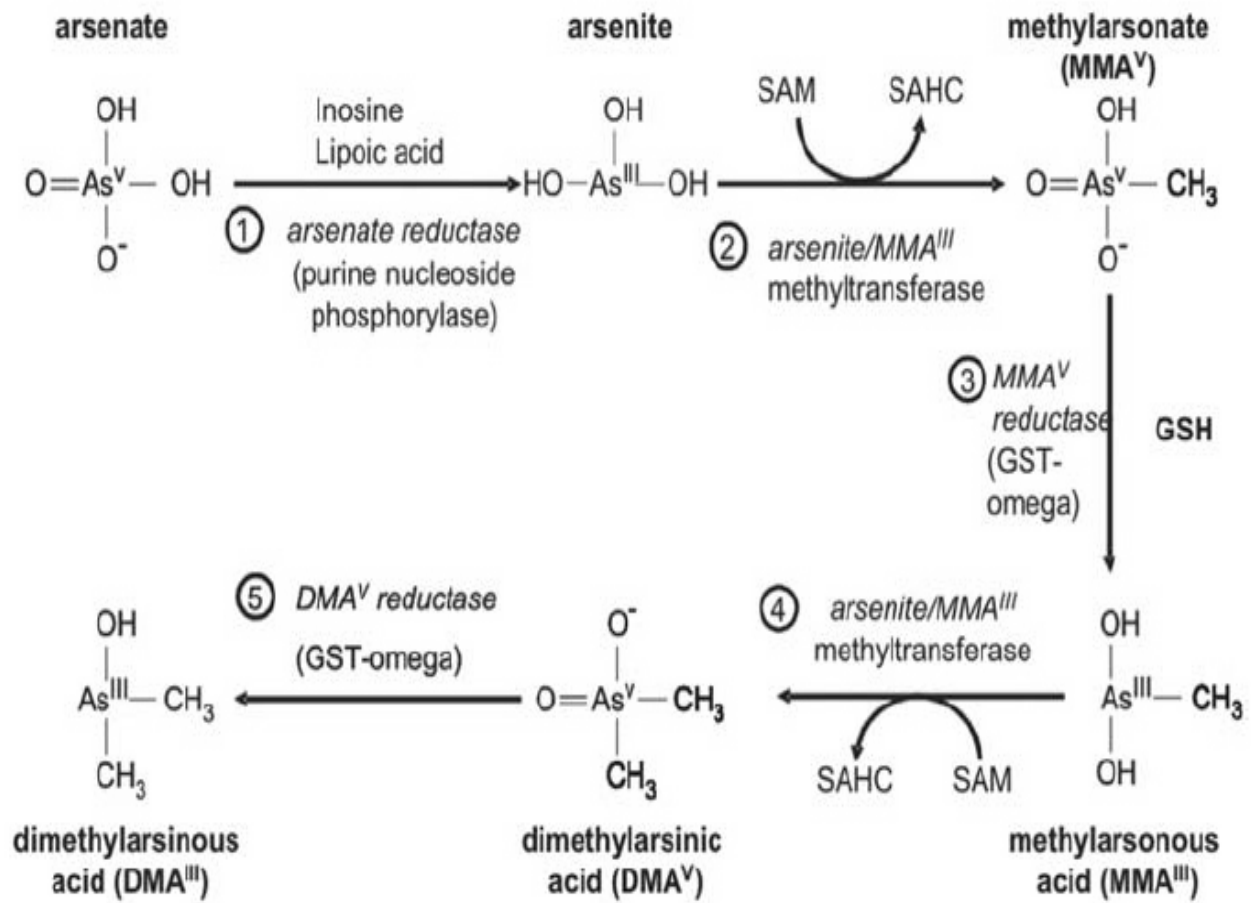 arsenate
arsenite
methylarsonate
(MMAⱽ)
OH
O=Asⱽ—OH
O⁻
Inosine
Lipoic acid
① arsenate reductase
(purine nucleoside
phosphorylase)
OH
HO—Asᴵᴵᴵ—OH
SAM
SAHC
② arsenite/MMAᴵᴵᴵ
methyltransferase
OH
O=Asⱽ—CH₃
O⁻
③ MMAⱽ
reductase
(GST-
omega)
GSH
OH
Asᴵᴵᴵ—CH₃
OH
methylarsonous
acid (MMAᴵᴵᴵ)
④ arsenite/MMAᴵᴵᴵ
methyltransferase
SAHC
SAM
O⁻
O=Asⱽ—CH₃
CH₃
dimethylarsinic
acid (DMAⱽ)
⑤ DMAⱽ reductase
(GST-omega)
OH
Asᴵᴵᴵ—CH₃
CH₃
dimethylarsinous
acid (DMAᴵᴵᴵ)